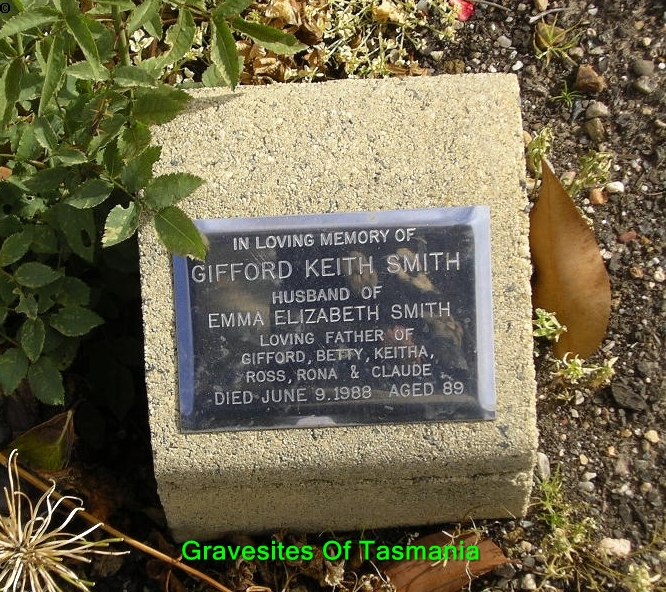 IN LOVING MEMORY OF
GIFFORD KEITH SMITH
HUSBAND OF
EMMA ELIZABETH SMITH
LOVING FATHER OF
GIFFORD, BETTY, KEITHA,
ROSS, RONA & CLAUDE
DIED JUNE 9.1988 AGED 89
Gravesites Of Tasmania